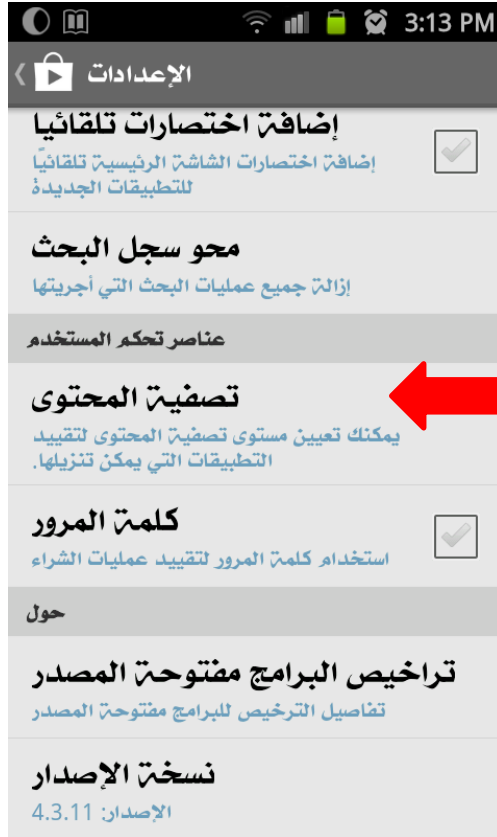 3:13 PM
الإعدادات
إضافة اختصارات تلقائيا
إضافة اختصارات الشاشة الرئيسية تلقائيًا
للتطبيقات الجديدة
محو سجل البحث
إزالة جميع عمليات البحث التي أجريتها
عناصر تحكم المستخدم
تصفية المحتوى
يمكنك تعيين مستوى تصفية المحتوى لتقييد
التطبيقات التي يمكن تنزيلها.
كلمة المرور
استخدام كلمة المرور لتقييد عمليات الشراء
حول
تراخيص البرامج مفتوحة المصدر
تفاصيل الترخيص للبرامج مفتوحة المصدر
نسخة الإصدار
الإصدار: 4.3.11